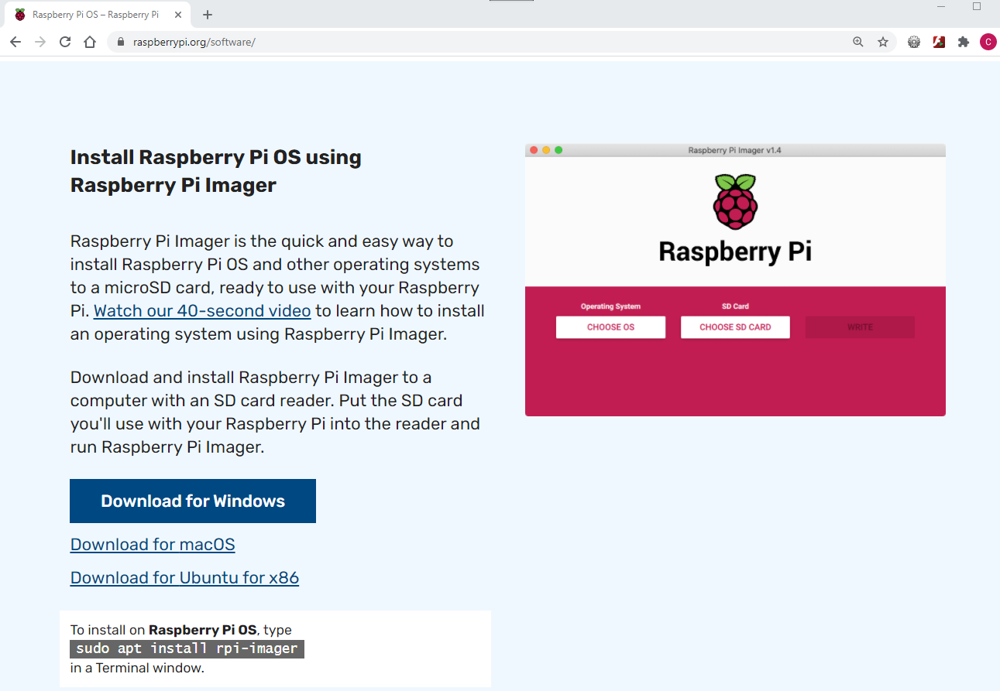 Raspberry Pi OS – Raspberry Pi
raspberrypi.org/software/
C
Install Raspberry Pi OS using
Raspberry Pi Imager
Raspberry Pi Imager is the quick and easy way to
install Raspberry Pi OS and other operating systems
to a microSD card, ready to use with your Raspberry
Pi. Watch our 40-second video to learn how to install
an operating system using Raspberry Pi Imager.
Download and install Raspberry Pi Imager to a
computer with an SD card reader. Put the SD card
you'll use with your Raspberry Pi into the reader and
run Raspberry Pi Imager.
Download for Windows
Download for macOS
Download for Ubuntu for x86
To install on Raspberry Pi OS, type
sudo apt install rpi-imager
in a Terminal window.
Raspberry Pi Imager v1.4
Raspberry Pi
Operating System
SD Card
CHOOSE OS
CHOOSE SD CARD
WRITE